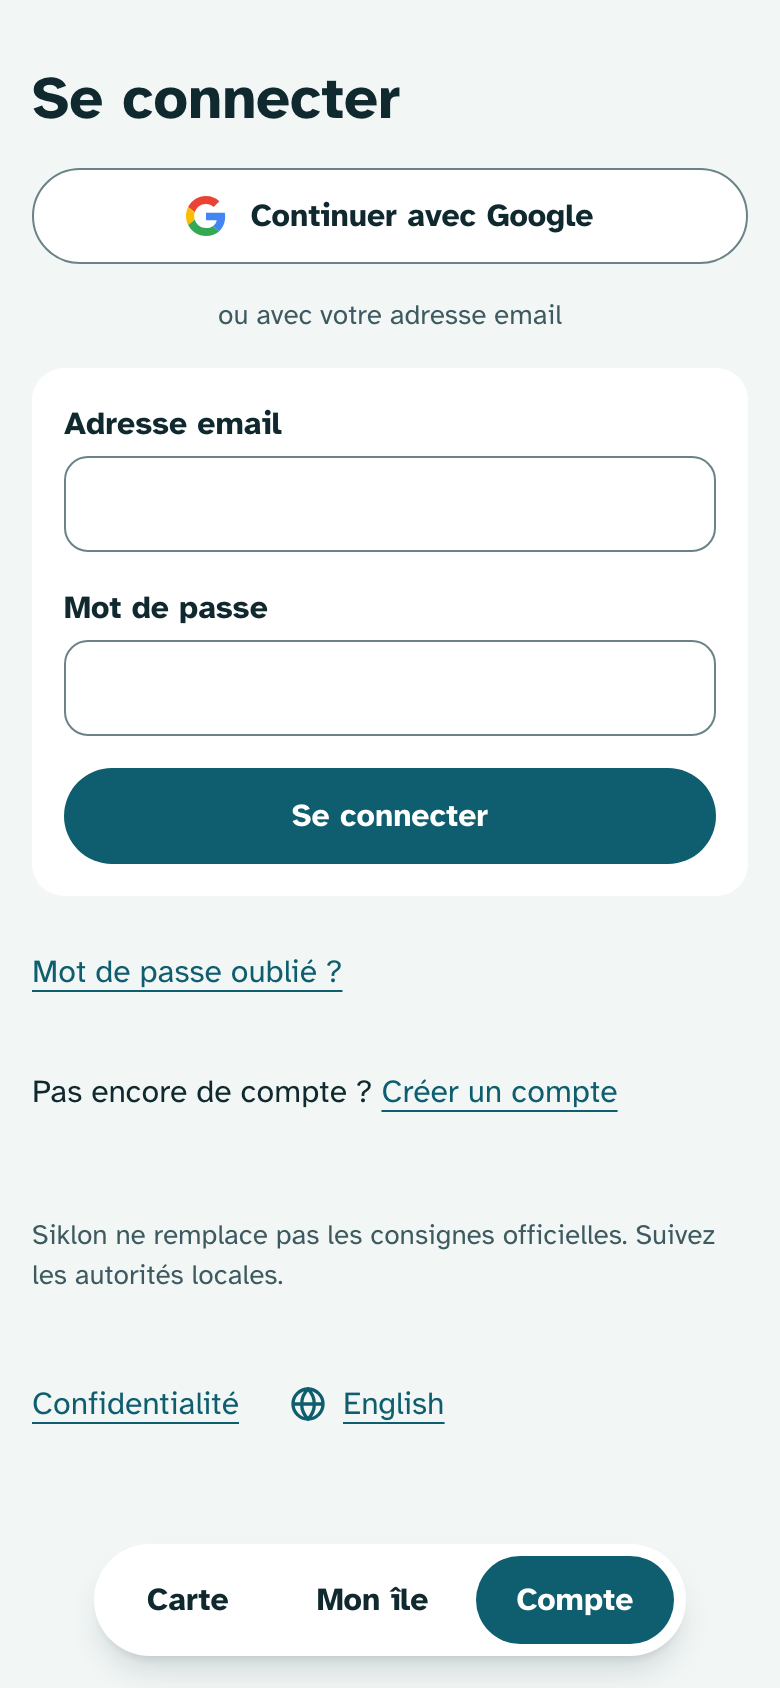 Se connecter
Continuer avec Google
ou avec votre adresse email
Adresse email
Mot de passe
Se connecter
Mot de passe oublié ?
Pas encore de compte ? Créer un compte
Siklon ne remplace pas les consignes officielles. Suivez
les autorités locales.
Confidentialité English
Carte Mon île Compte